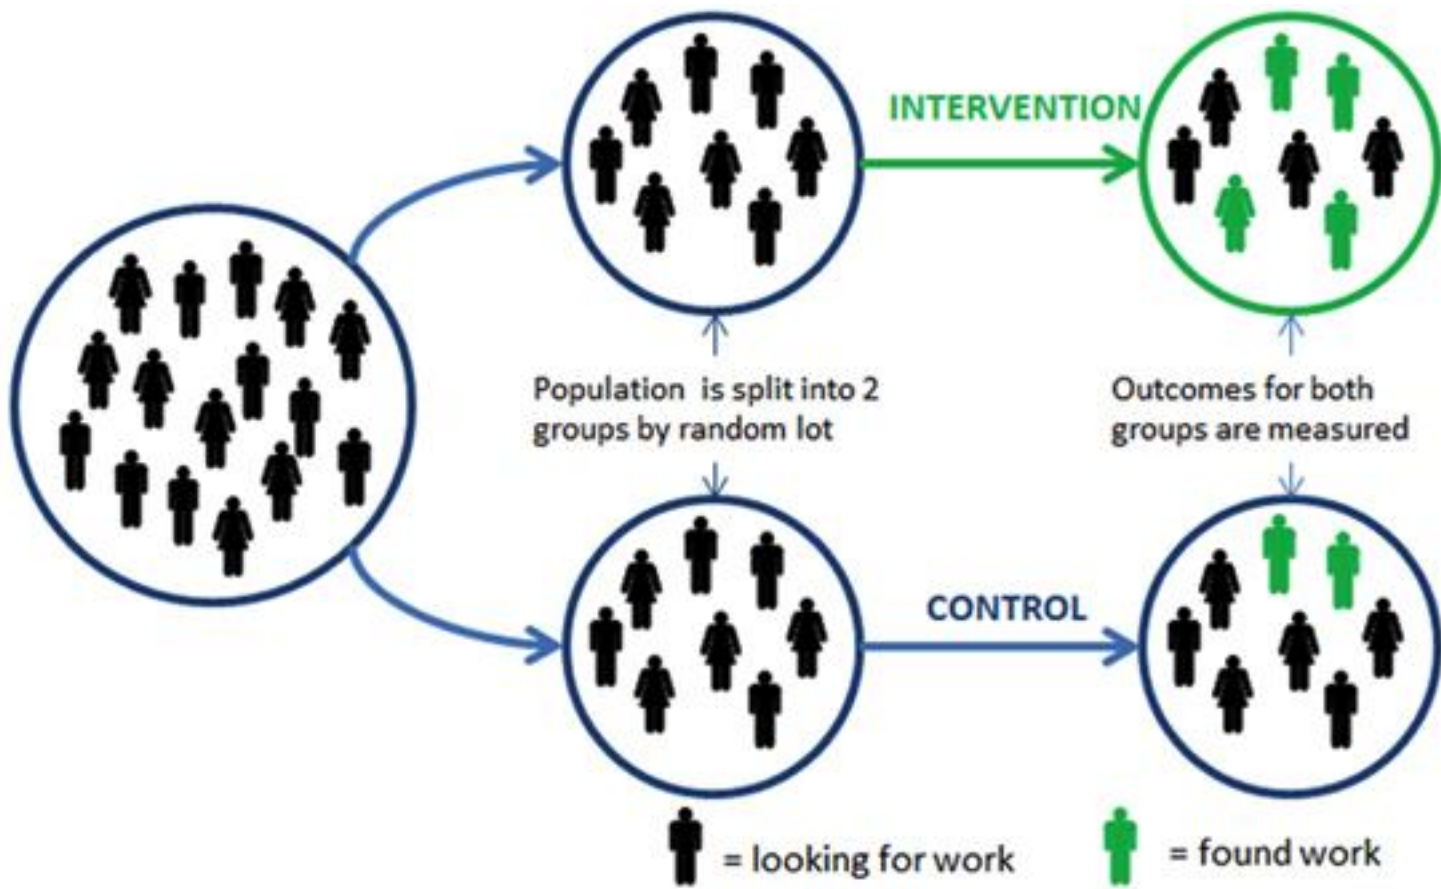 INTERVENTION
Population is split into 2
groups by random lot
Outcomes for both
groups are measured
CONTROL
= looking for work
= found work